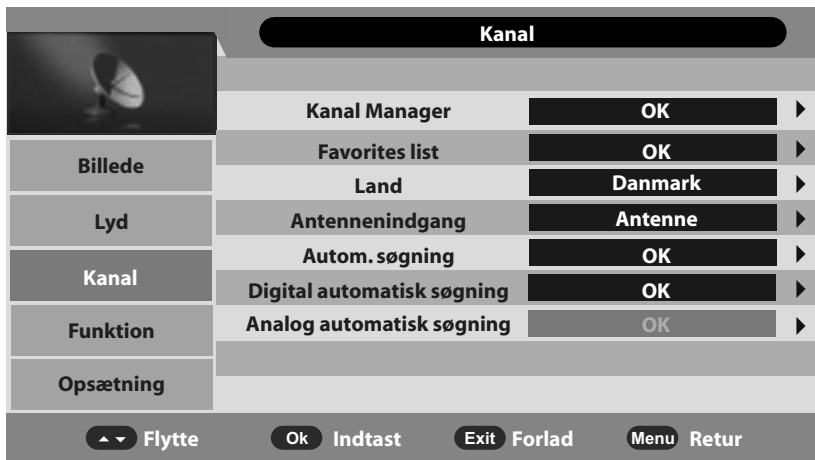 Kanal
Kanal Manager OK
Favorites list OK
Land Danmark
Antennenindgang Antenne
Autom. søgning OK
Digital automatisk søgning OK
Analog automatisk søgning OK
Billede
Lyd
Kanal
Funktion
Opsætning
Flytte Ok Indtast Exit Forlad Menu Retur